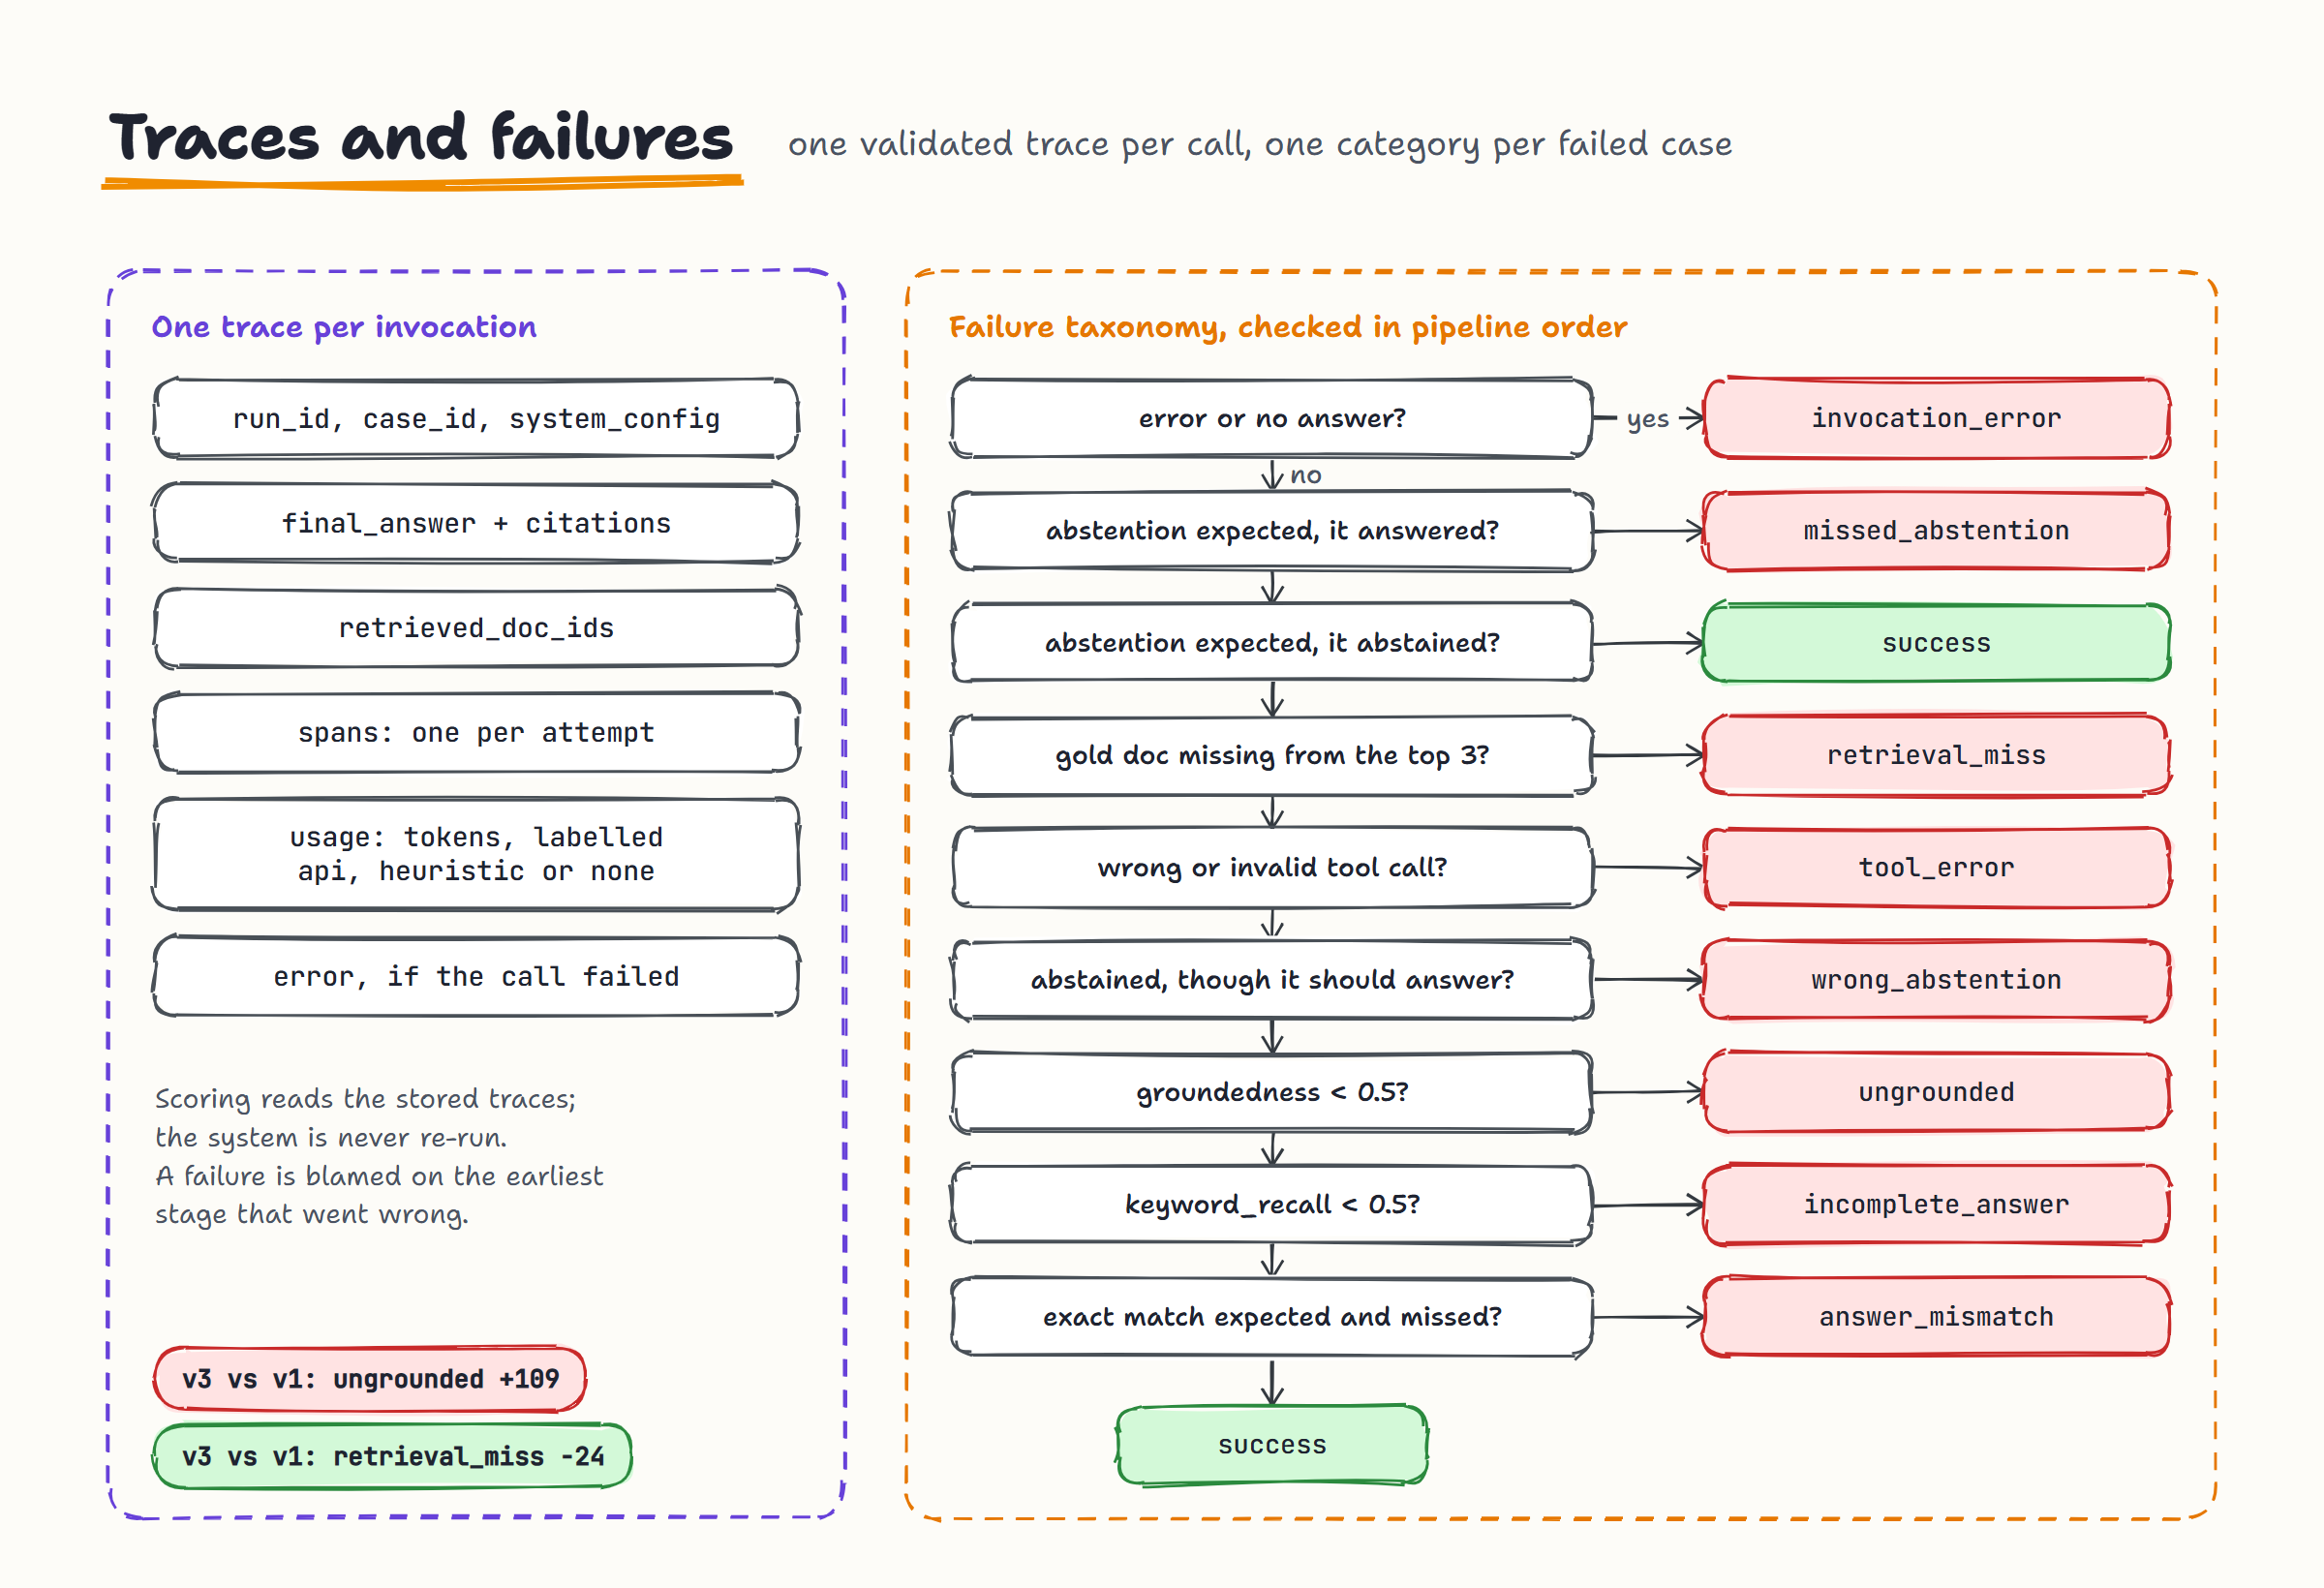 Traces and failures
one validated trace per call, one category per failed case
One trace per invocation
run_id, case_id, system_config
final_answer + citations
retrieved_doc_ids
spans: one per attempt
usage: tokens, labelled
api, heuristic or none
error, if the call failed
Scoring reads the stored traces;
the system is never re-run.
A failure is blamed on the earliest
stage that went wrong.
v3 vs v1: ungrounded +109
v3 vs v1: retrieval_miss -24
Failure taxonomy, checked in pipeline order
error or no answer?
yes
invocation_error
no
abstention expected, it answered?
missed_abstention
abstention expected, it abstained?
success
gold doc missing from the top 3?
retrieval_miss
wrong or invalid tool call?
tool_error
abstained, though it should answer?
wrong_abstention
groundedness < 0.5?
ungrounded
keyword_recall < 0.5?
incomplete_answer
exact match expected and missed?
answer_mismatch
success